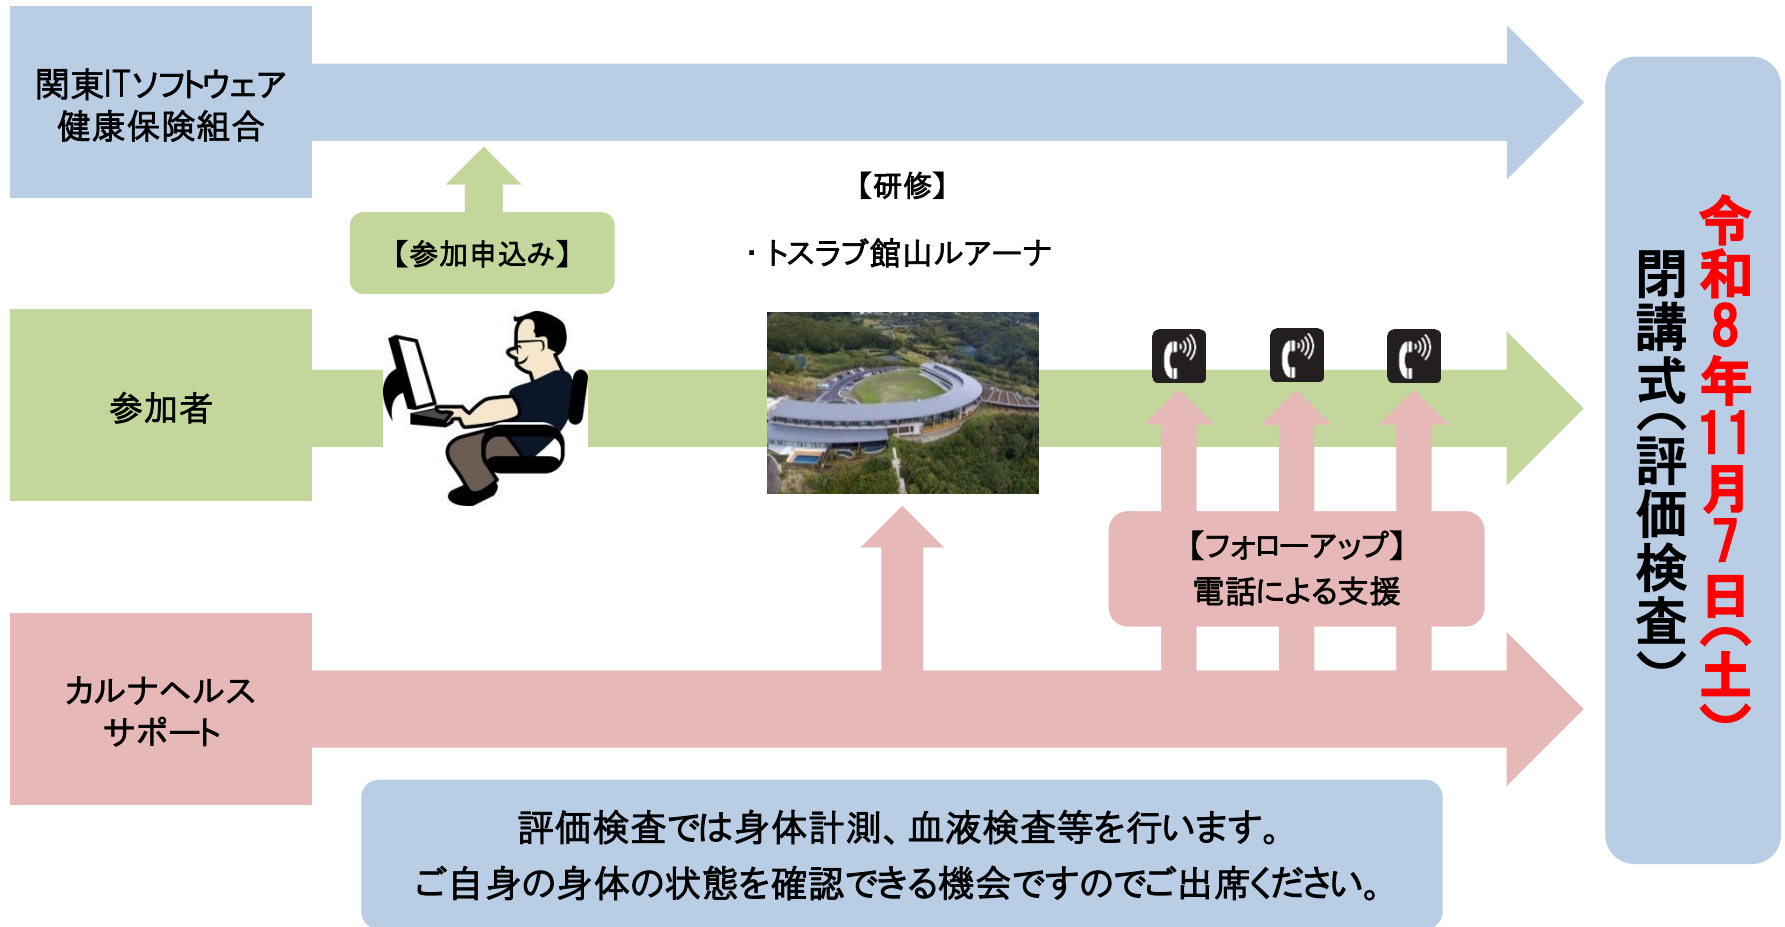 関東ITソフトウェア
健康保険組合
【研修】
【参加申込み】
・トスラブ館山ルアーナ
参加者
【フォローアップ】
電話による支援
カルナヘルス
サポート
令和8年11月7日(土)
閉講式(評価検査)
評価検査では身体計測、血液検査等を行います。
ご自身の身体の状態を確認できる機会ですのでご出席ください。